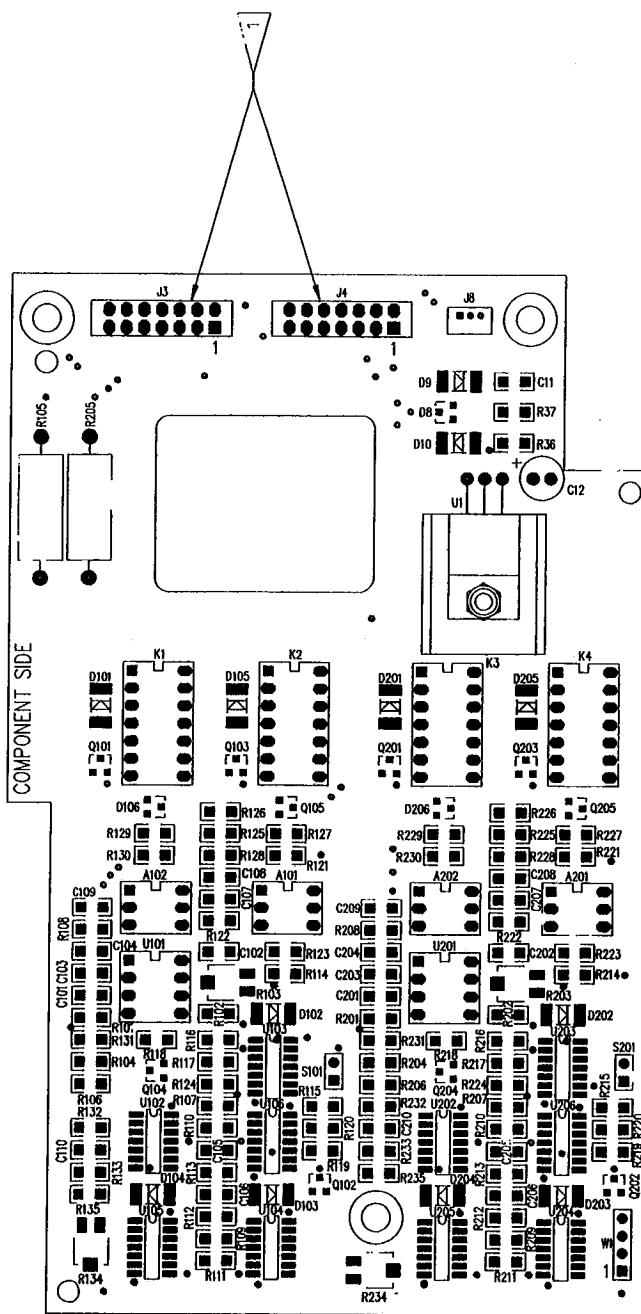 1
J3
J4
J8
1
1
D9
C11
D8
R37
D10
R36
R105
R205
+
C12
U1
COMPONENT SIDE
K1
K2
K3
K4
D101
D105
D201
D205
Q101
Q103
Q201
Q203
D106
Q105
D206
Q205
R126
R226
R129
R125
R127
R229
R225
R227
R130
R128
R121
R230
R228
R221
C108
C208
A102
A101
A202
A201
C109
C107
C209
C207
R108
R122
R208
R222
C104
U101
C102
R123
C204
U201
C202
R223
C103
R114
C203
R214
C101
R103
C201
R203
R102
D102
R201
R202
D202
R101
U103
U203
R131
R118
R116
R231
R218
R216
S201
R104
R117
S101
R204
R217
Q104
R124
R115
R206
Q204
R224
R215
R106
U102
R107
U106
R232
U202
R207
U206
R132
R110
R120
C210
R210
R220
C110
C105
R119
R233
C205
R219
R133
R113
Q102
R235
R213
Q202
D104
C106
D103
D204
C206
D203
R135
U105
R112
U104
U205
R212
U204
W1
R109
R209
R134
R111
R234
R211
1